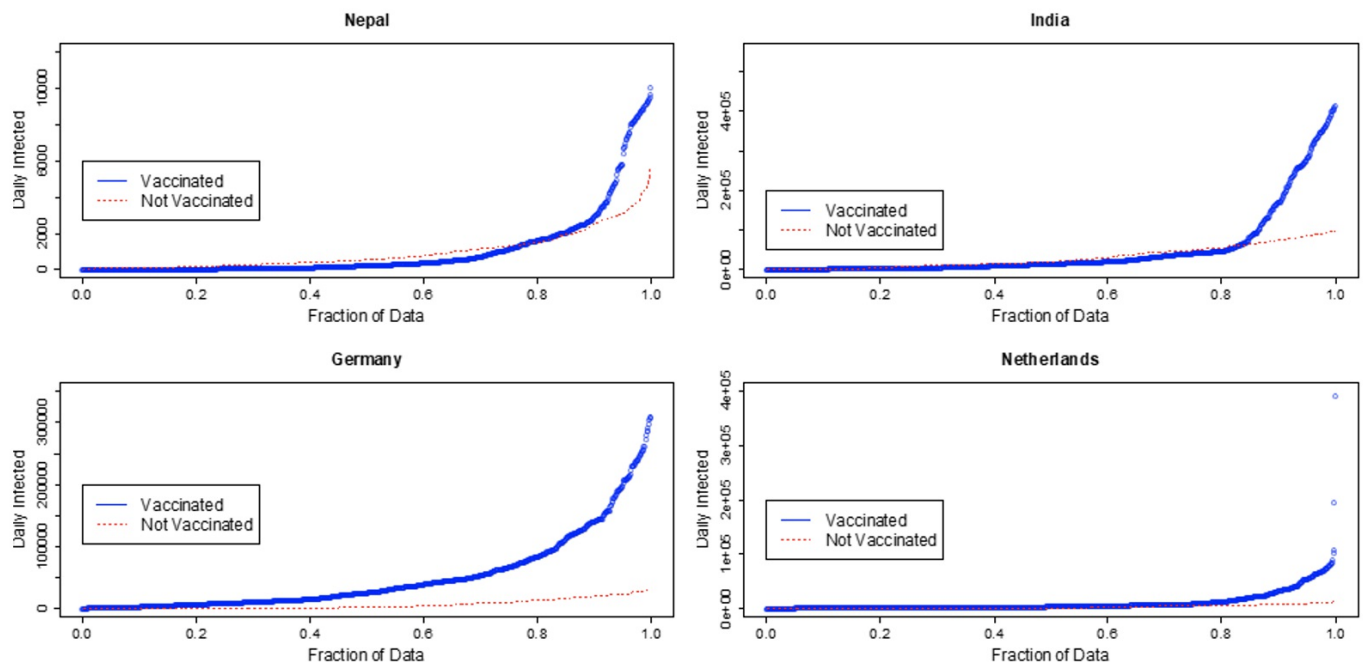 Nepal
Daily Infected
10000
6000
2000
0
Vaccinated
Not Vaccinated
0.0 0.2 0.4 0.6 0.8 1.0
Fraction of Data
India
Daily Infected
4e+05
2e+05
0e+00
Vaccinated
Not Vaccinated
0.0 0.2 0.4 0.6 0.8 1.0
Fraction of Data
Germany
Daily Infected
300000
200000
100000
0
Vaccinated
Not Vaccinated
0.0 0.2 0.4 0.6 0.8 1.0
Fraction of Data
Netherlands
Daily Infected
4e+05
3e+05
2e+05
1e+05
0e+00
Vaccinated
Not Vaccinated
0.0 0.2 0.4 0.6 0.8 1.0
Fraction of Data